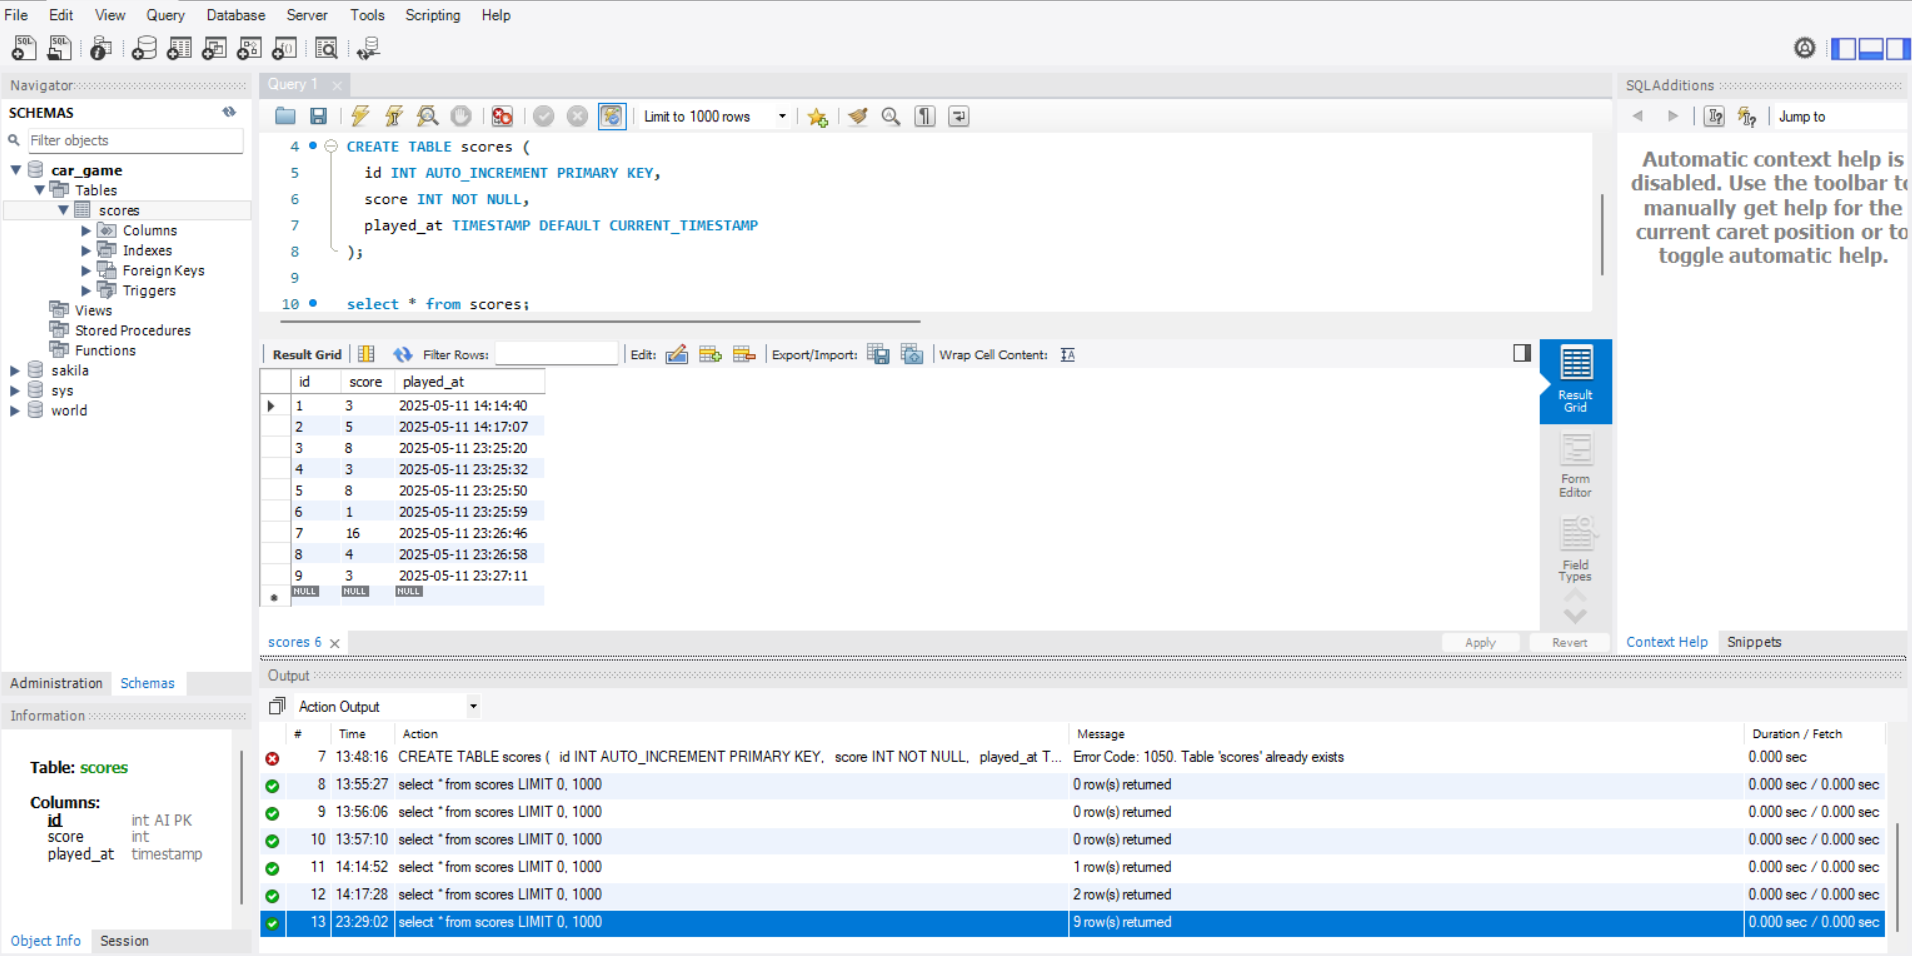 File Edit View Query Database Server Tools Scripting Help
Navigator
SCHEMAS
Filter objects
car_game
Tables
scores
Columns
Indexes
Foreign Keys
Triggers
Views
Stored Procedures
Functions
sakila
sys
world
Administration Schemas
Information
Table: scores
Columns:
id int AI PK
score int
played_at timestamp
Object Info Session
Query 1
Limit to 1000 rows
4 CREATE TABLE scores (
5 id INT AUTO_INCREMENT PRIMARY KEY,
6 score INT NOT NULL,
7 played_at TIMESTAMP DEFAULT CURRENT_TIMESTAMP
8 );
9
10 select * from scores;
Result Grid Filter Rows: Edit: Export/Import: Wrap Cell Content:
id score played_at
1 3 2025-05-11 14:14:40
2 5 2025-05-11 14:17:07
3 8 2025-05-11 23:25:20
4 3 2025-05-11 23:25:32
5 8 2025-05-11 23:25:50
6 1 2025-05-11 23:25:59
7 16 2025-05-11 23:26:46
8 4 2025-05-11 23:26:58
9 3 2025-05-11 23:27:11
NULL NULL NULL
Result
Grid
Form
Editor
Field
Types
scores 6 Apply Revert
SQLAdditions
Jump to
Automatic context help is
disabled. Use the toolbar to
manually get help for the
current caret position or to
toggle automatic help.
Context Help Snippets
Output
Action Output
# Time Action Message Duration / Fetch
7 13:48:16 CREATE TABLE scores ( id INT AUTO_INCREMENT PRIMARY KEY, score INT NOT NULL, played_at T... Error Code: 1050. Table 'scores' already exists 0.000 sec
8 13:55:27 select * from scores LIMIT 0, 1000 0 row(s) returned 0.000 sec / 0.000 sec
9 13:56:06 select * from scores LIMIT 0, 1000 0 row(s) returned 0.000 sec / 0.000 sec
10 13:57:10 select * from scores LIMIT 0, 1000 0 row(s) returned 0.000 sec / 0.000 sec
11 14:14:52 select * from scores LIMIT 0, 1000 1 row(s) returned 0.000 sec / 0.000 sec
12 14:17:28 select * from scores LIMIT 0, 1000 2 row(s) returned 0.000 sec / 0.000 sec
13 23:29:02 select * from scores LIMIT 0, 1000 9 row(s) returned 0.000 sec / 0.000 sec